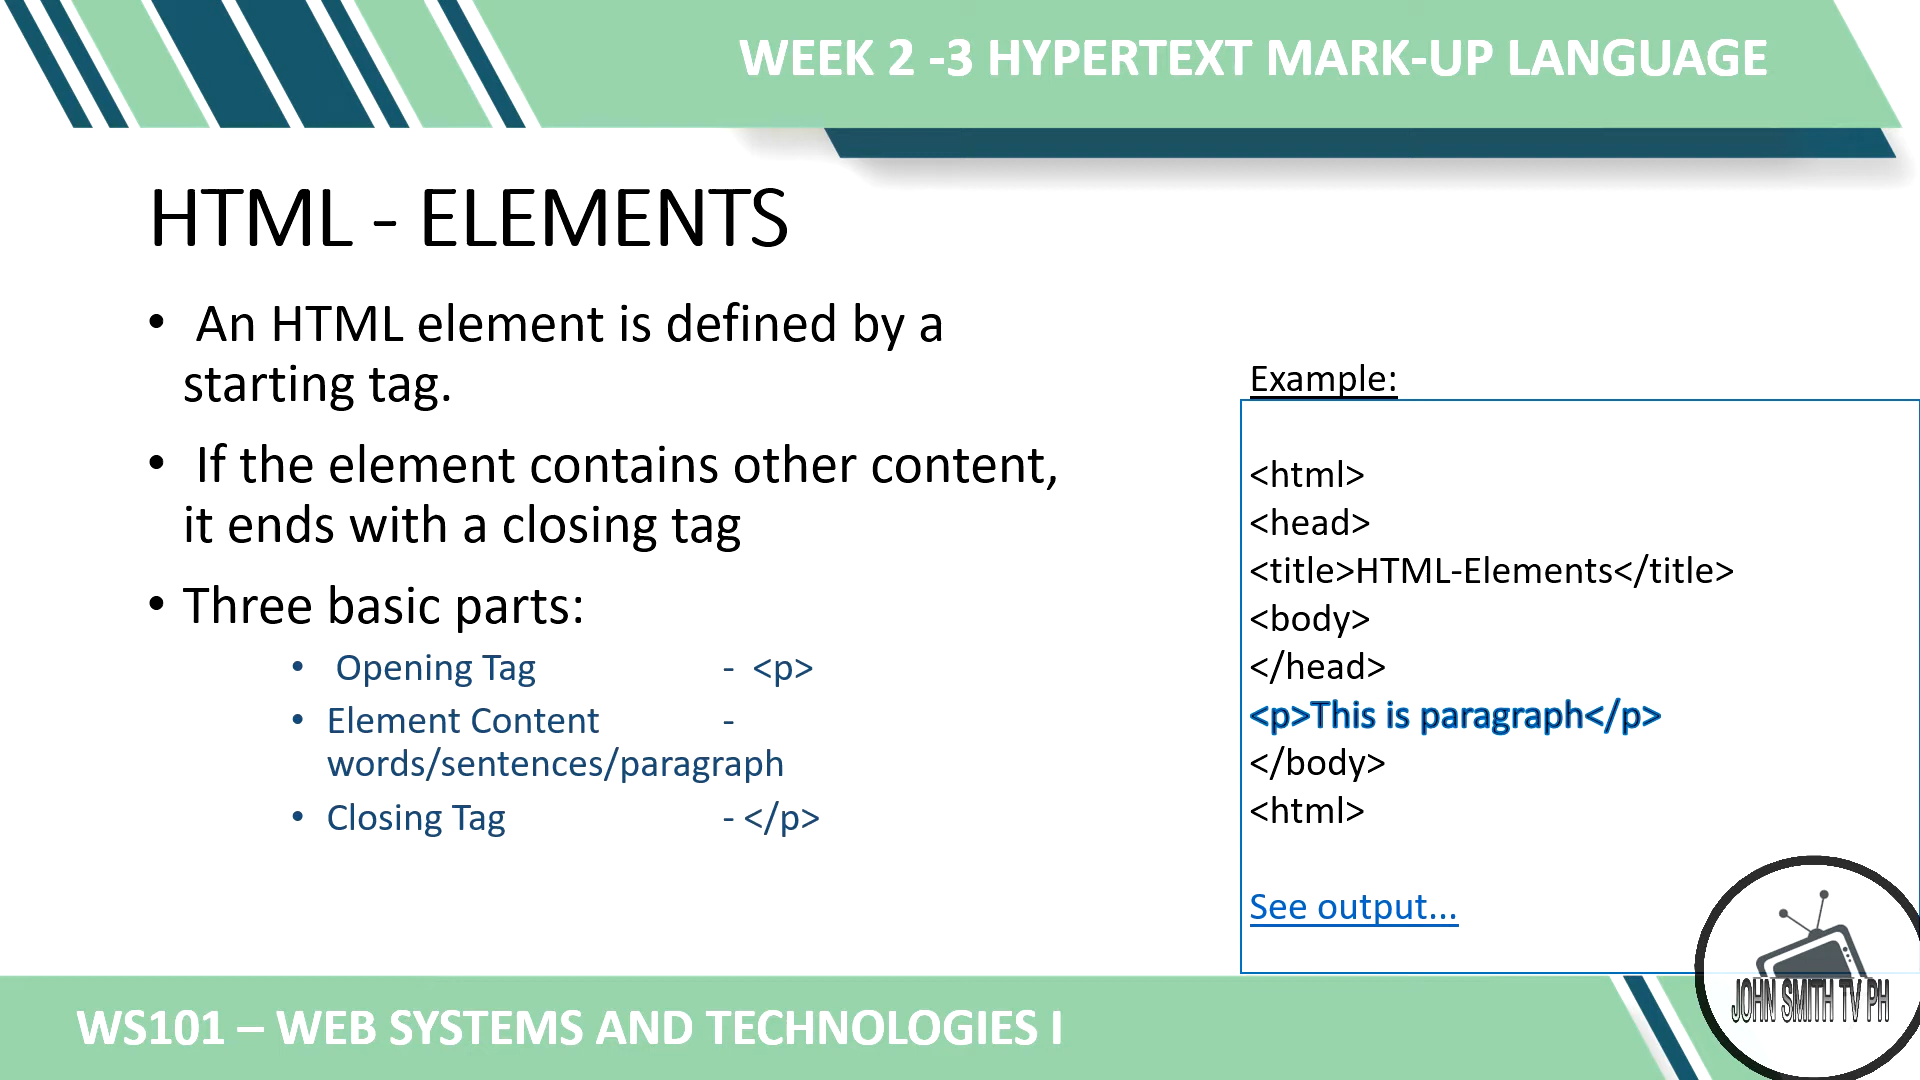 WEEK 2 -3 HYPERTEXT MARK-UP LANGUAGE
HTML - ELEMENTS
• An HTML element is defined by a
starting tag.
• If the element contains other content,
it ends with a closing tag
• Three basic parts:
• Opening Tag - <p>
• Element Content -
words/sentences/paragraph
• Closing Tag - </p>
Example:
<html>
<head>
<title>HTML-Elements</title>
<body>
</head>
<p>This is paragraph</p>
</body>
<html>
See output...
JOHN SMITH TV PH
WS101 – WEB SYSTEMS AND TECHNOLOGIES I